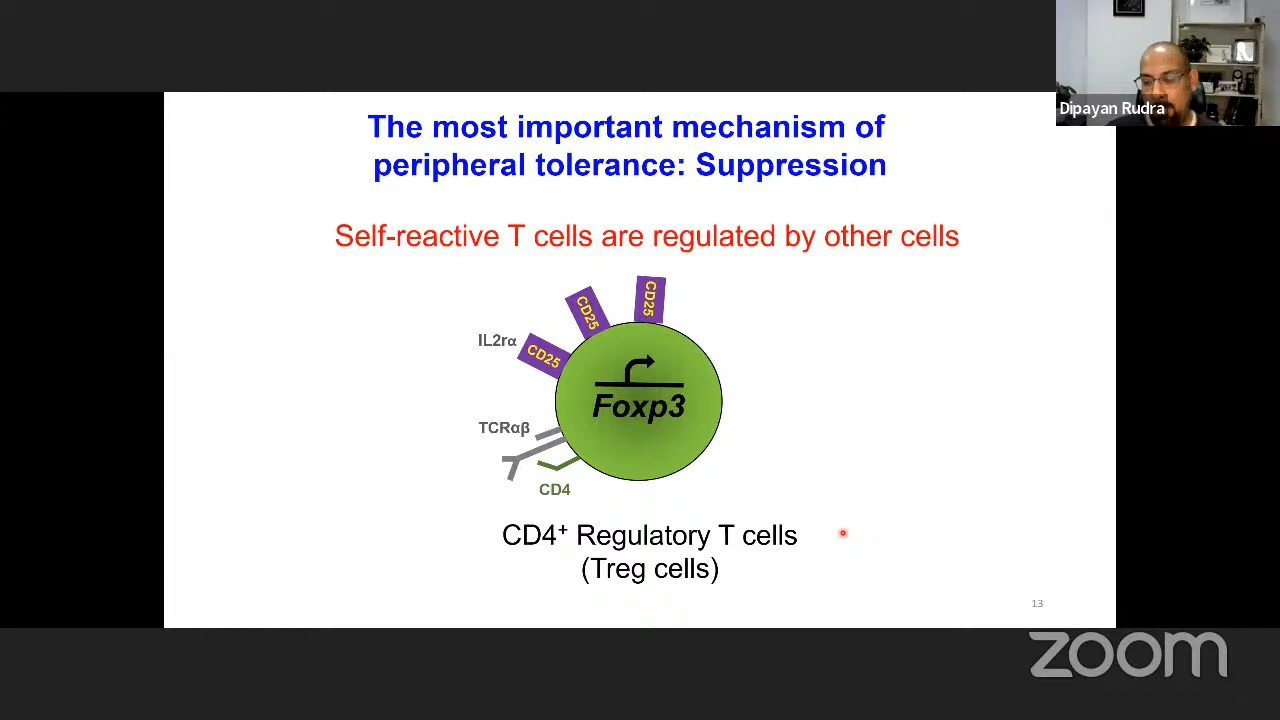 Dipayan Rudra
The most important mechanism of
peripheral tolerance: Suppression
Self-reactive T cells are regulated by other cells
CD25
CD25
CD25
IL2rα
Foxp3
TCRαβ
CD4
CD4⁺ Regulatory T cells
(Treg cells)
13
zoom